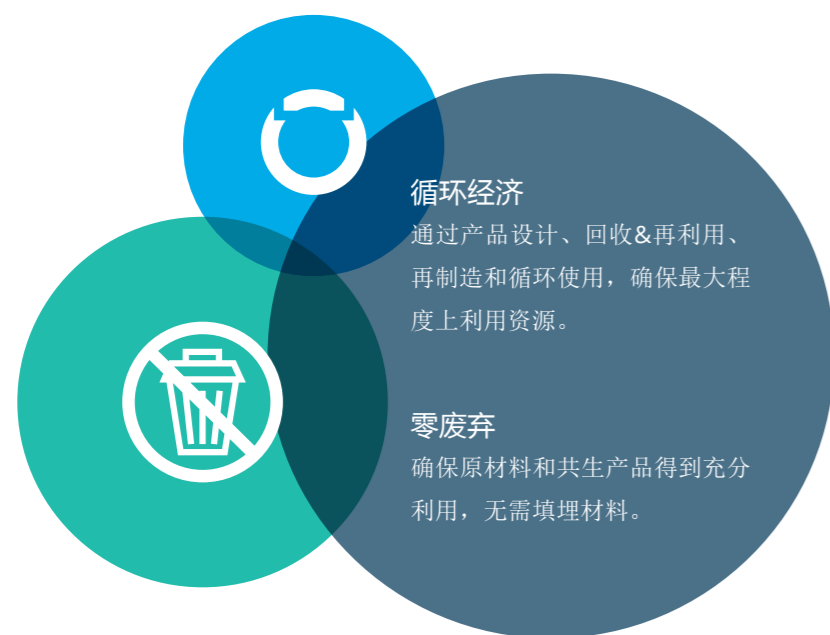 循环经济
通过产品设计、回收&再利用、
再制造和循环使用，确保最大程
度上利用资源。
零废弃
确保原材料和共生产品得到充分
利用，无需填埋材料。